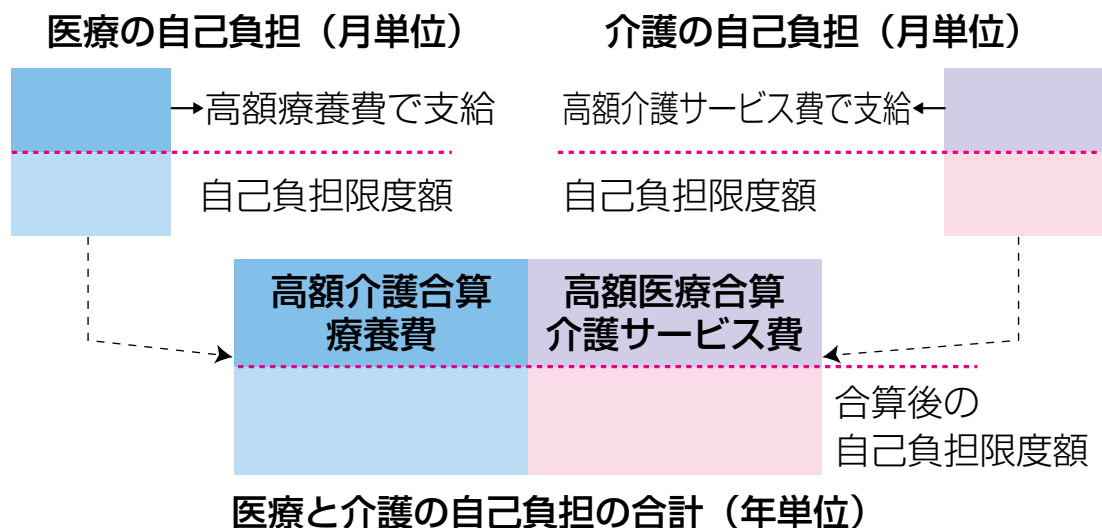 医療の自己負担（月単位）
介護の自己負担（月単位）
高額療養費で支給
高額介護サービス費で支給
自己負担限度額
自己負担限度額
高額介護合算
療養費
高額医療合算
介護サービス費
合算後の
自己負担限度額
医療と介護の自己負担の合計（年単位）